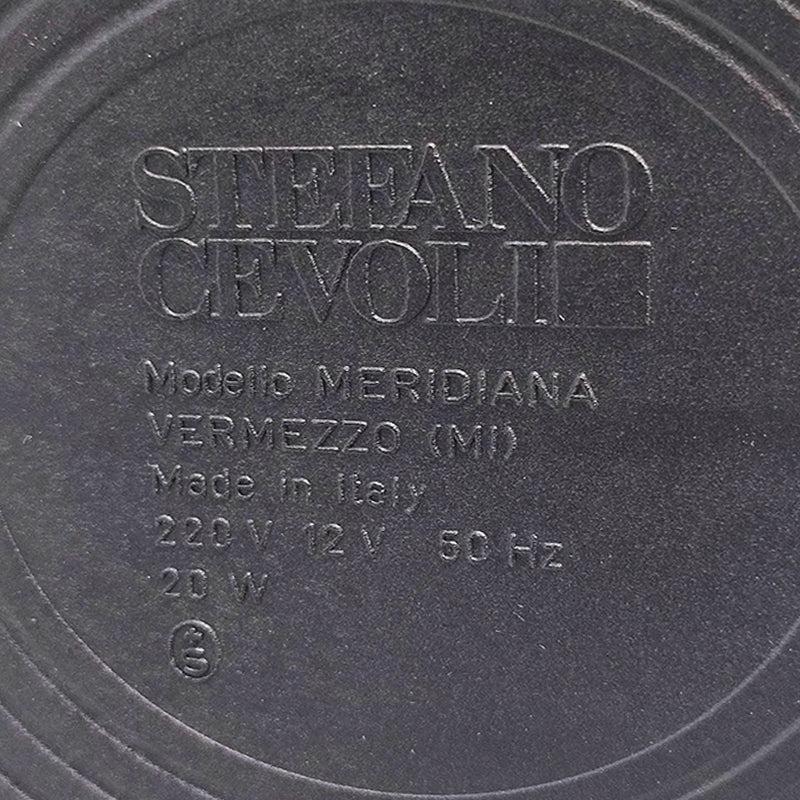 STEFANO
CEVOLI
Modello MERIDIANA
VERMEZZO (MI)
Made in Italy
220 V 12 V 50 Hz
20 W